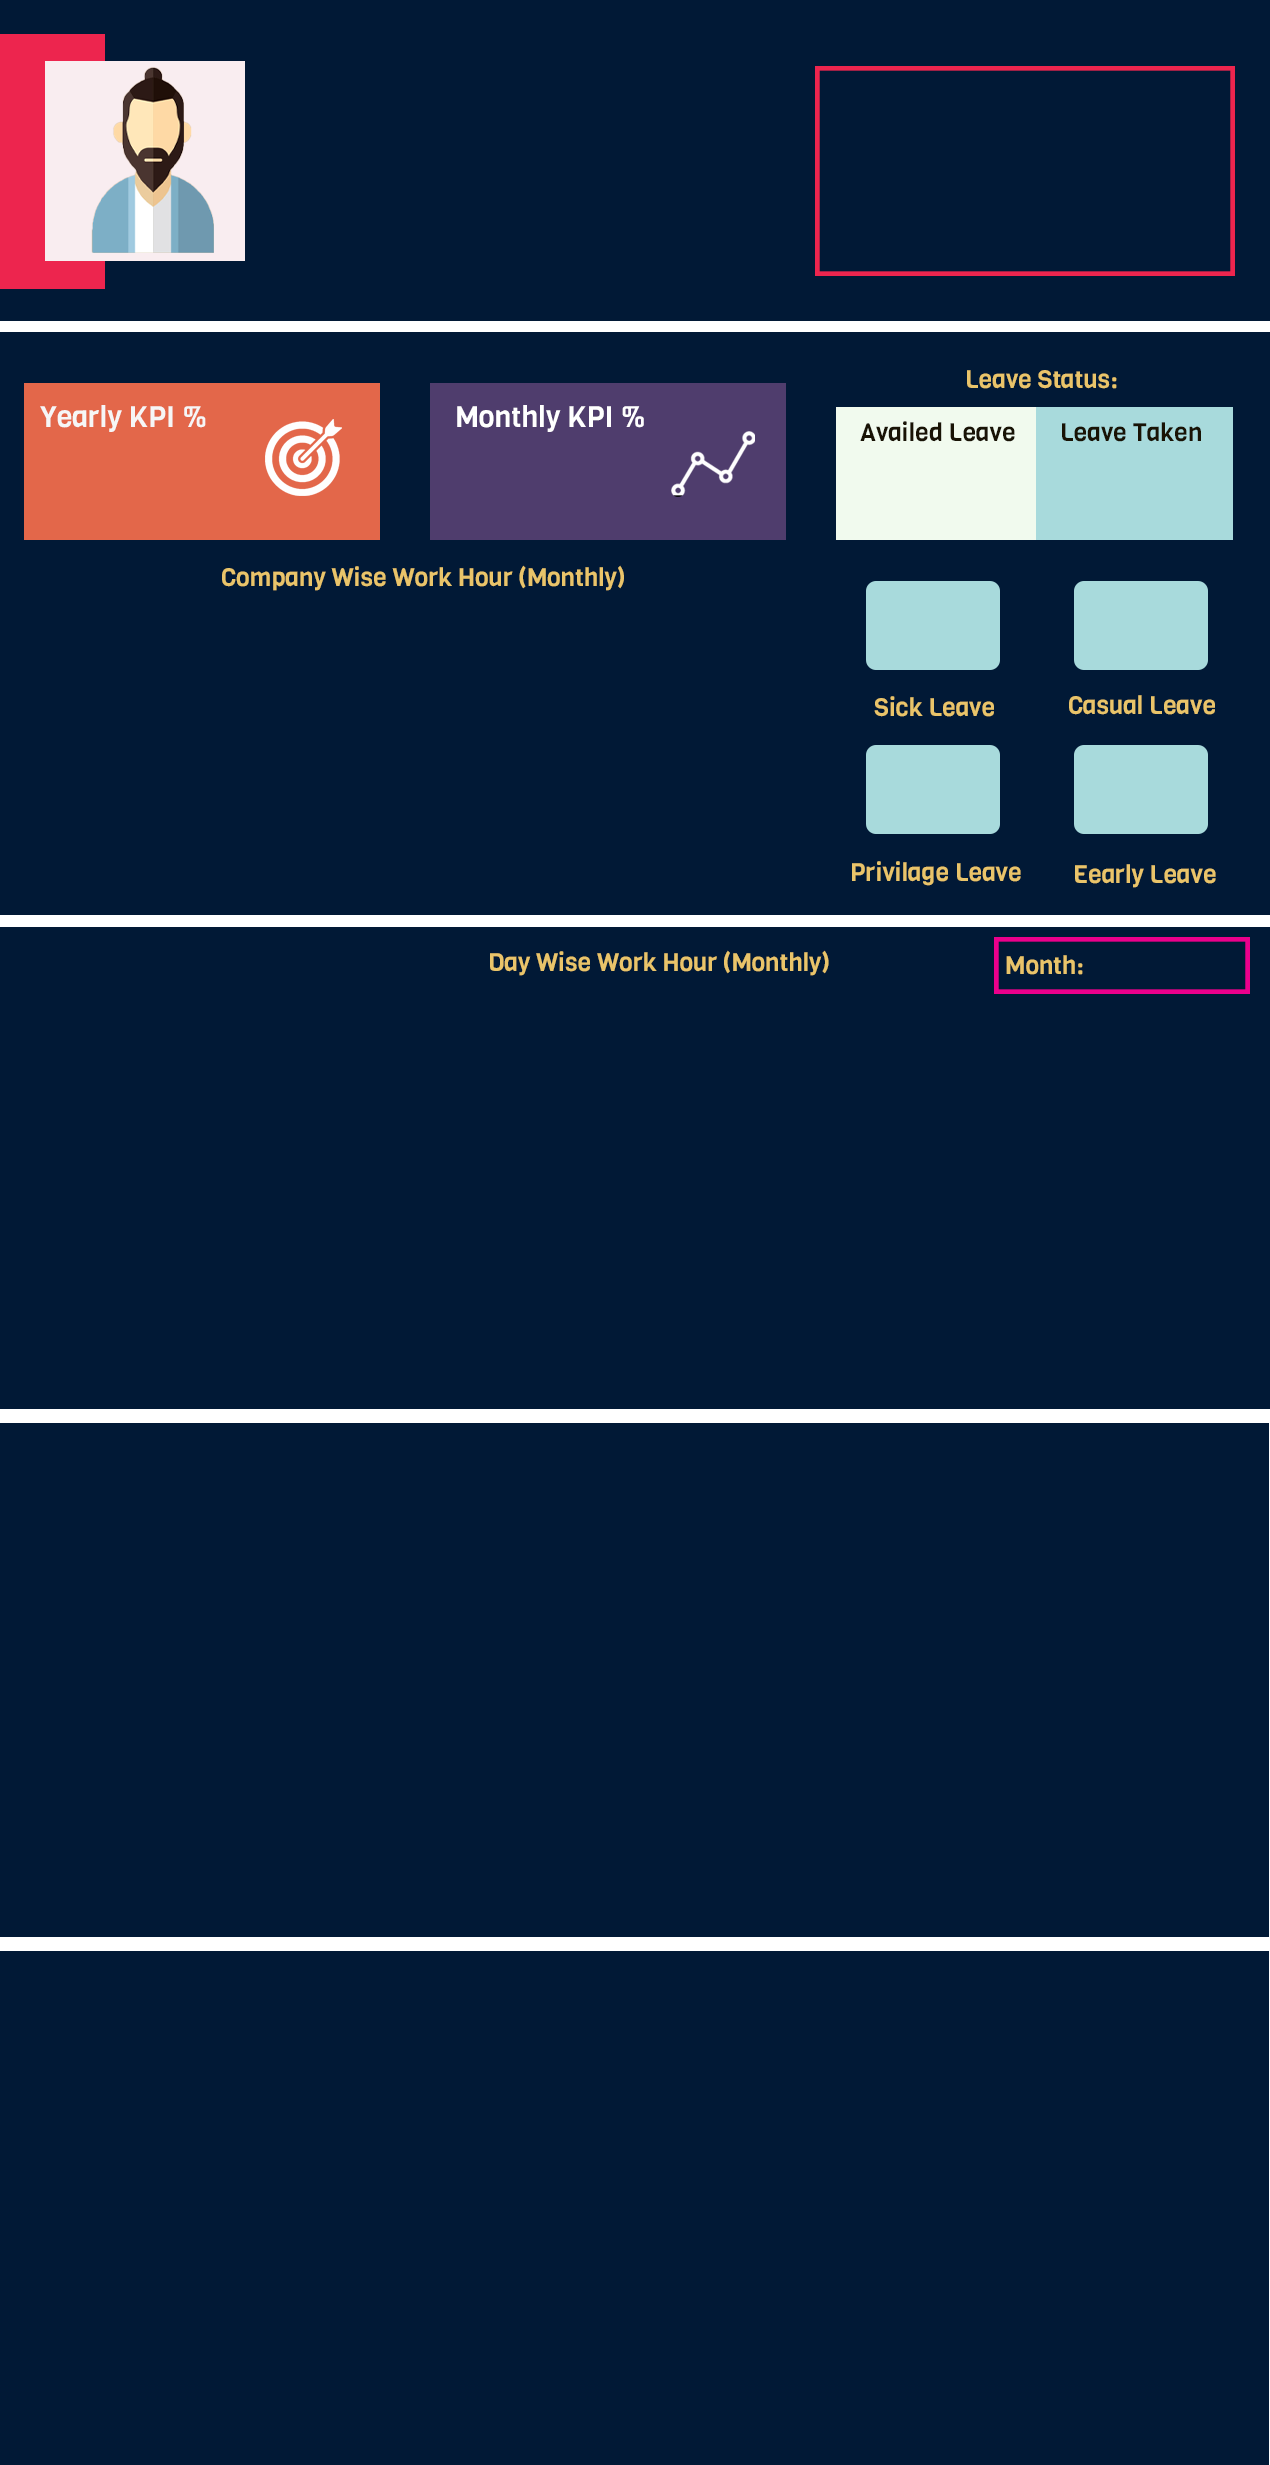 Leave Status:
Yearly KPI %
Monthly KPI %
Availed Leave
Leave Taken
Company Wise Work Hour (Monthly)
Sick Leave
Casual Leave
Privilage Leave
Eearly Leave
Day Wise Work Hour (Monthly)
Month: